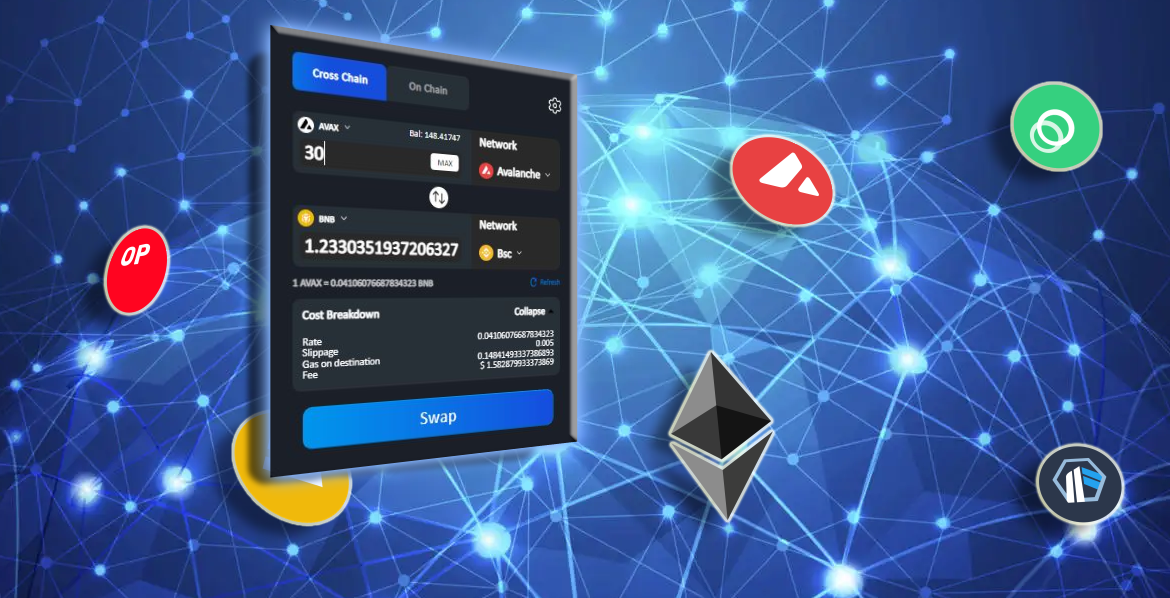 Cross Chain
On Chain
AVAX
Bal: 148.41747
30
MAX
Network
Avalanche
BNB
1.2330351937206327
Network
Bsc
1 AVAX = 0.04106076687834323 BNB
Refresh
Cost Breakdown
Collapse
Rate
0.04106076687834323
Slippage
0.005
Gas on destination
0.14841493337386893
Fee
$ 1.582879933373869
Swap
OP